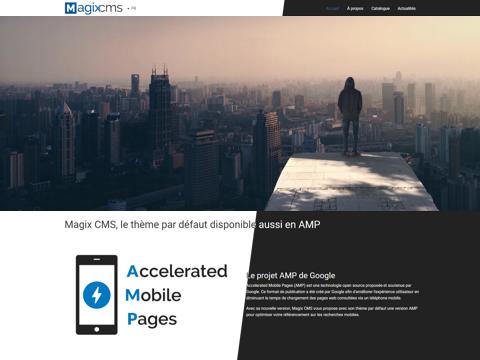 Magixcms FR Accueil À propos Catalogue Actualités
Magix CMS, le thème par défaut disponible aussi en AMP
Accelerated
Mobile
Pages
Le projet AMP de Google
Accelerated Mobile Pages (AMP) est une technologie open source proposée et soutenue par
Google. Ce format de publication a été créé par Google afin d'améliorer l'expérience utilisateur en
diminuant le temps de chargement des pages web consultées via un téléphone mobile.
Avec sa nouvelle version, Magix CMS vous propose avec son thème par défaut une version AMP
pour optimiser votre référencement sur les recherches mobiles.